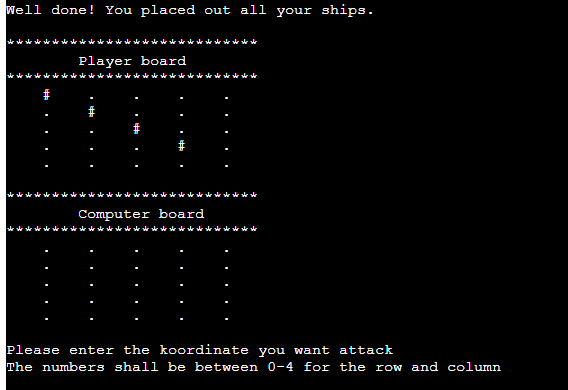 Well done! You placed out all your ships.
****************************
Player board
****************************
# . . . .
. # . . .
. . # . .
. . . # .
. . . . .
****************************
Computer board
****************************
. . . . .
. . . . .
. . . . .
. . . . .
. . . . .
Please enter the koordinate you want attack
The numbers shall be between 0-4 for the row and column